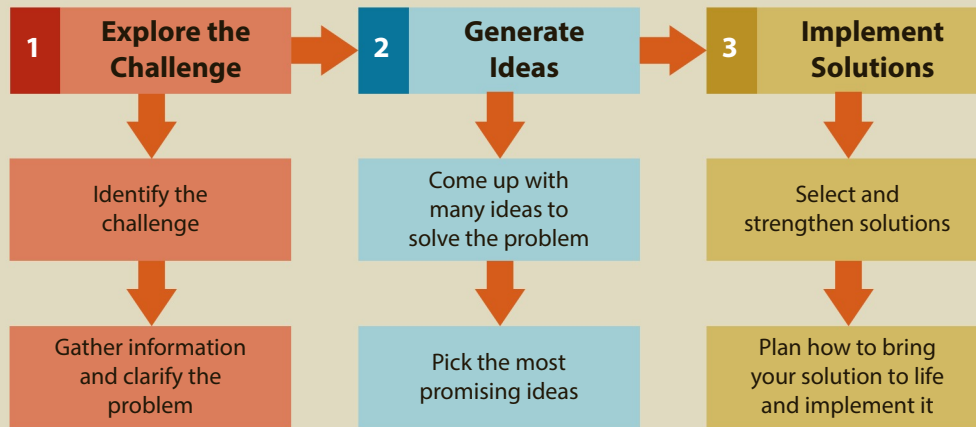 1
Explore the
Challenge
Identify the
challenge
Gather information
and clarify the
problem
2
Generate
Ideas
Come up with
many ideas to
solve the problem
Pick the most
promising ideas
3
Implement
Solutions
Select and
strengthen solutions
Plan how to bring
your solution to life
and implement it